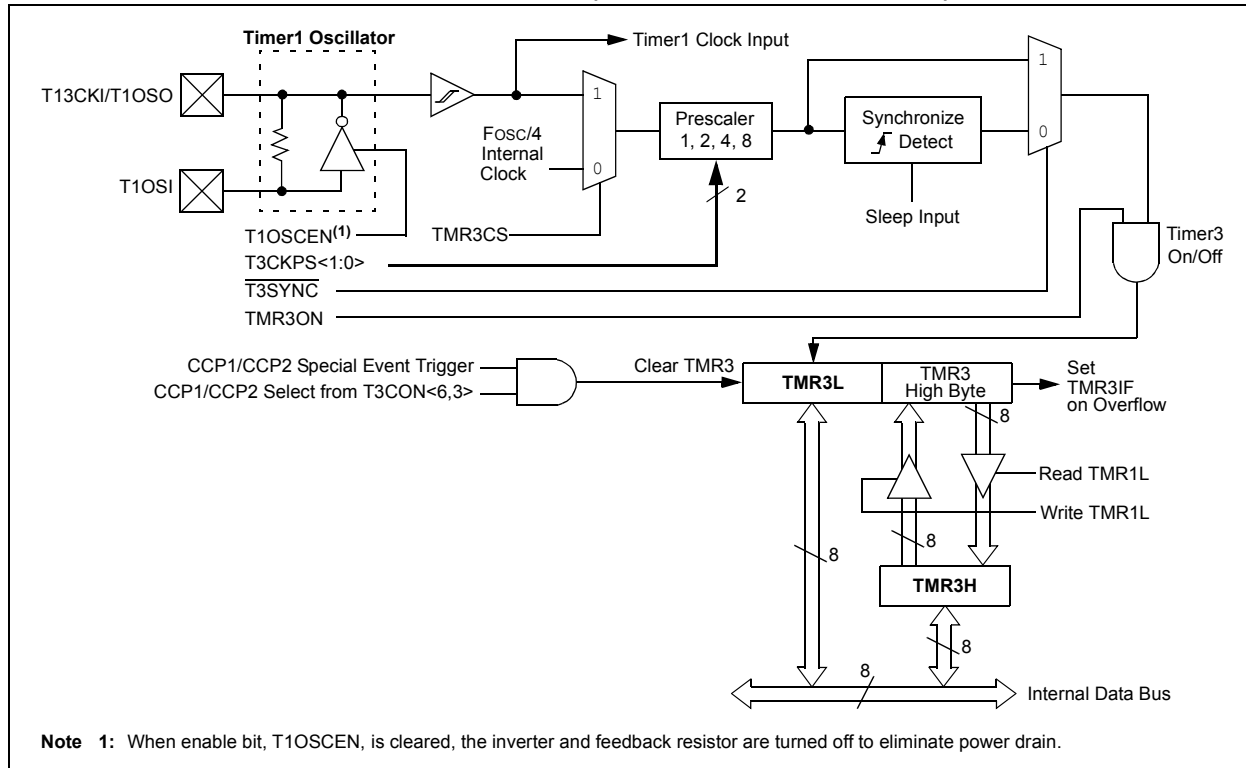 Timer1 Oscillator
Timer1 Clock Input
T13CKI/T1OSO
T1OSI
1
FOSC/4
Internal
Clock
0
Prescaler
1, 2, 4, 8
2
Synchronize
Detect
Sleep Input
1
0
T1OSCEN(1)
TMR3CS
T3CKPS<1:0>
T3SYNC
TMR3ON
Timer3
On/Off
CCP1/CCP2 Special Event Trigger
CCP1/CCP2 Select from T3CON<6,3>
Clear TMR3
TMR3L
TMR3
High Byte
Set
TMR3IF
on Overflow
8
Read TMR1L
Write TMR1L
8
8
TMR3H
8
8
Internal Data Bus
Note 1: When enable bit, T1OSCEN, is cleared, the inverter and feedback resistor are turned off to eliminate power drain.